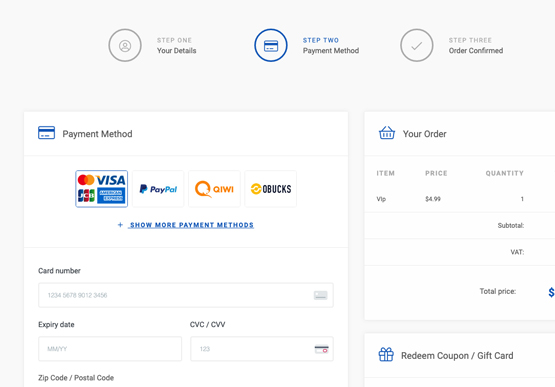 STEP ONE
Your Details
STEP TWO
Payment Method
STEP THREE
Order Confirmed
Payment Method
VISA
JCB
AMERICAN EXPRESS
PayPal
QIWI
OBUCKS
+ SHOW MORE PAYMENT METHODS
Card number
1234 5678 9012 3456
Expiry date
CVC / CVV
MM/YY
123
Zip Code / Postal Code
Your Order
ITEM PRICE QUANTITY
Vip $4.99 1
Subtotal:
VAT:
Total price: $
Redeem Coupon / Gift Card